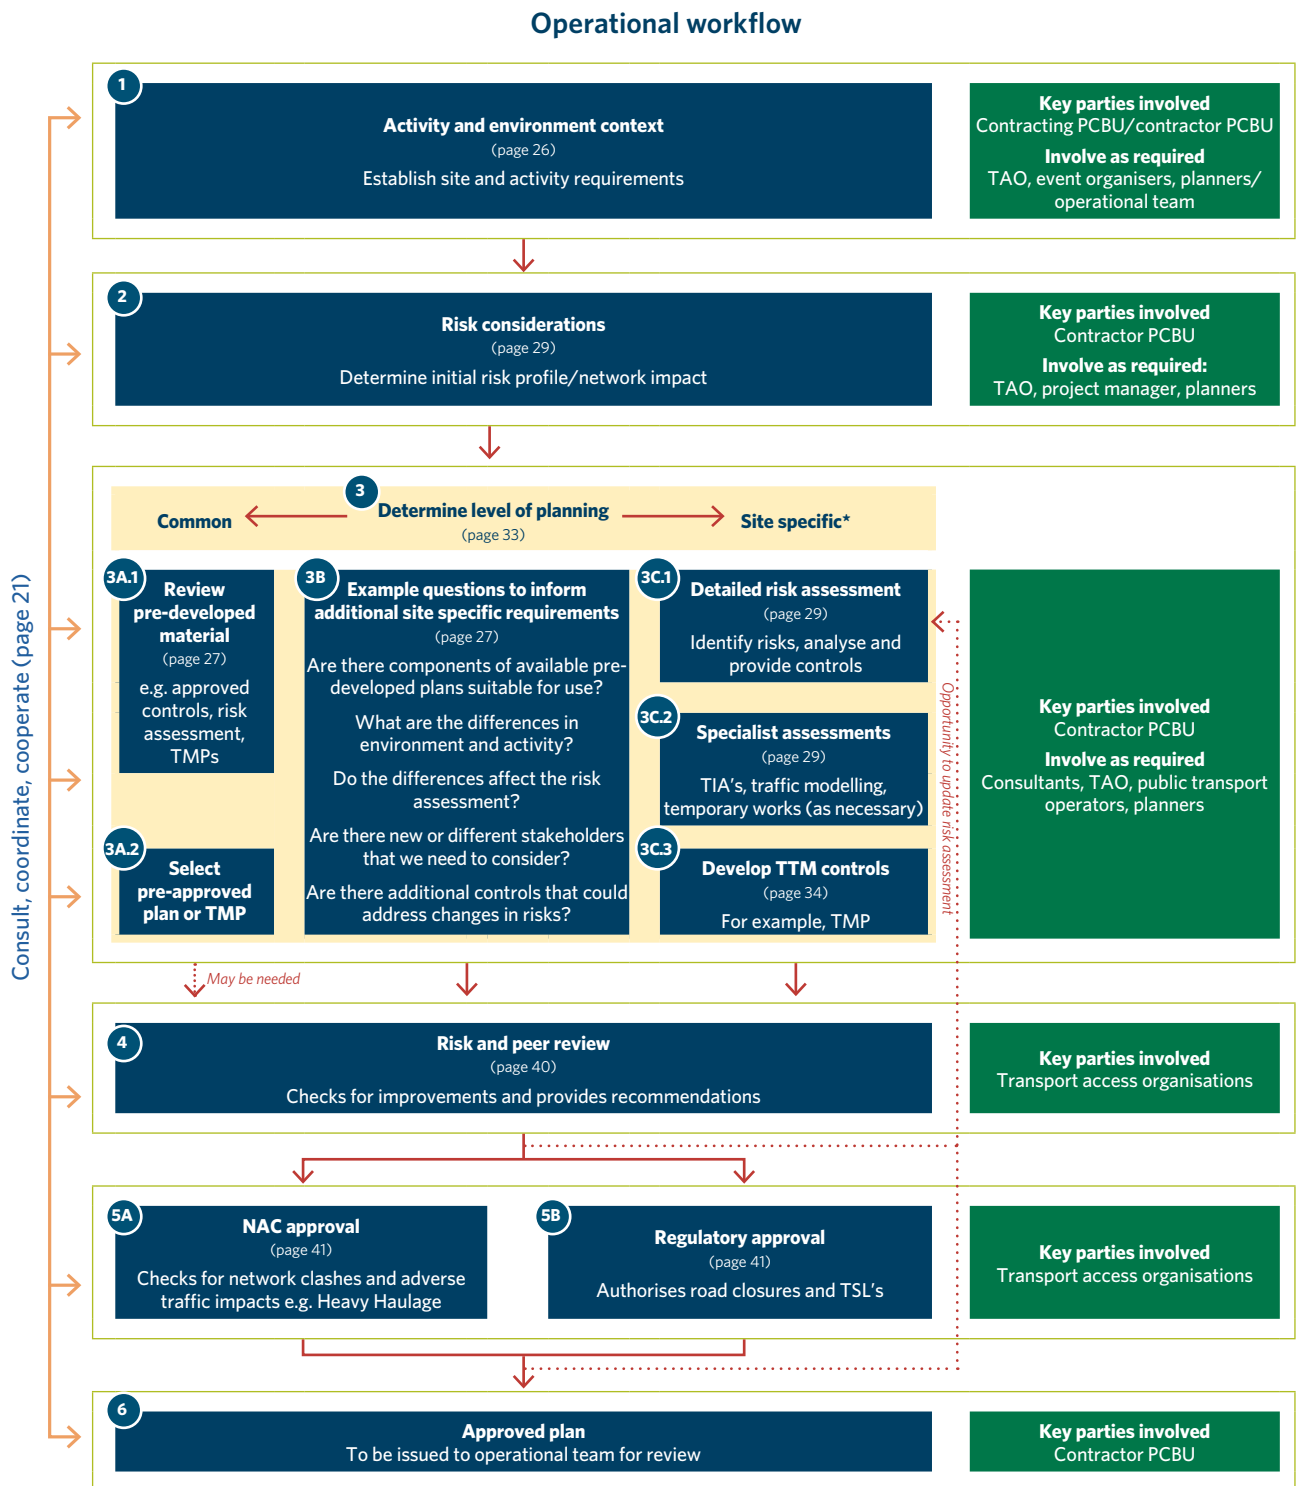 Operational workflow
Consult, coordinate, cooperate (page 21)
1
Activity and environment context
(page 26)
Establish site and activity requirements
Key parties involved
Contracting PCBU/contractor PCBU
Involve as required
TAO, event organisers, planners/
operational team
2
Risk considerations
(page 29)
Determine initial risk profile/network impact
Key parties involved
Contractor PCBU
Involve as required:
TAO, project manager, planners
3
Common
Determine level of planning
(page 33)
Site specific*
3A.1
Review
pre-developed
material
(page 27)
e.g. approved
controls, risk
assessment,
TMPs
3A.2
Select
pre-approved
plan or TMP
3B
Example questions to inform
additional site specific requirements
(page 27)
Are there components of available pre-
developed plans suitable for use?
What are the differences in
environment and activity?
Do the differences affect the risk
assessment?
Are there new or different stakeholders
that we need to consider?
Are there additional controls that could
address changes in risks?
3C.1
Detailed risk assessment
(page 29)
Identify risks, analyse and
provide controls
3C.2
Specialist assessments
(page 29)
TIA's, traffic modelling,
temporary works (as necessary)
3C.3
Develop TTM controls
(page 34)
For example, TMP
Opportunity to update risk assessment
Key parties involved
Contractor PCBU
Involve as required
Consultants, TAO, public transport
operators, planners
May be needed
4
Risk and peer review
(page 40)
Checks for improvements and provides recommendations
Key parties involved
Transport access organisations
5A
NAC approval
(page 41)
Checks for network clashes and adverse
traffic impacts e.g. Heavy Haulage
5B
Regulatory approval
(page 41)
Authorises road closures and TSL's
Key parties involved
Transport access organisations
6
Approved plan
To be issued to operational team for review
Key parties involved
Contractor PCBU